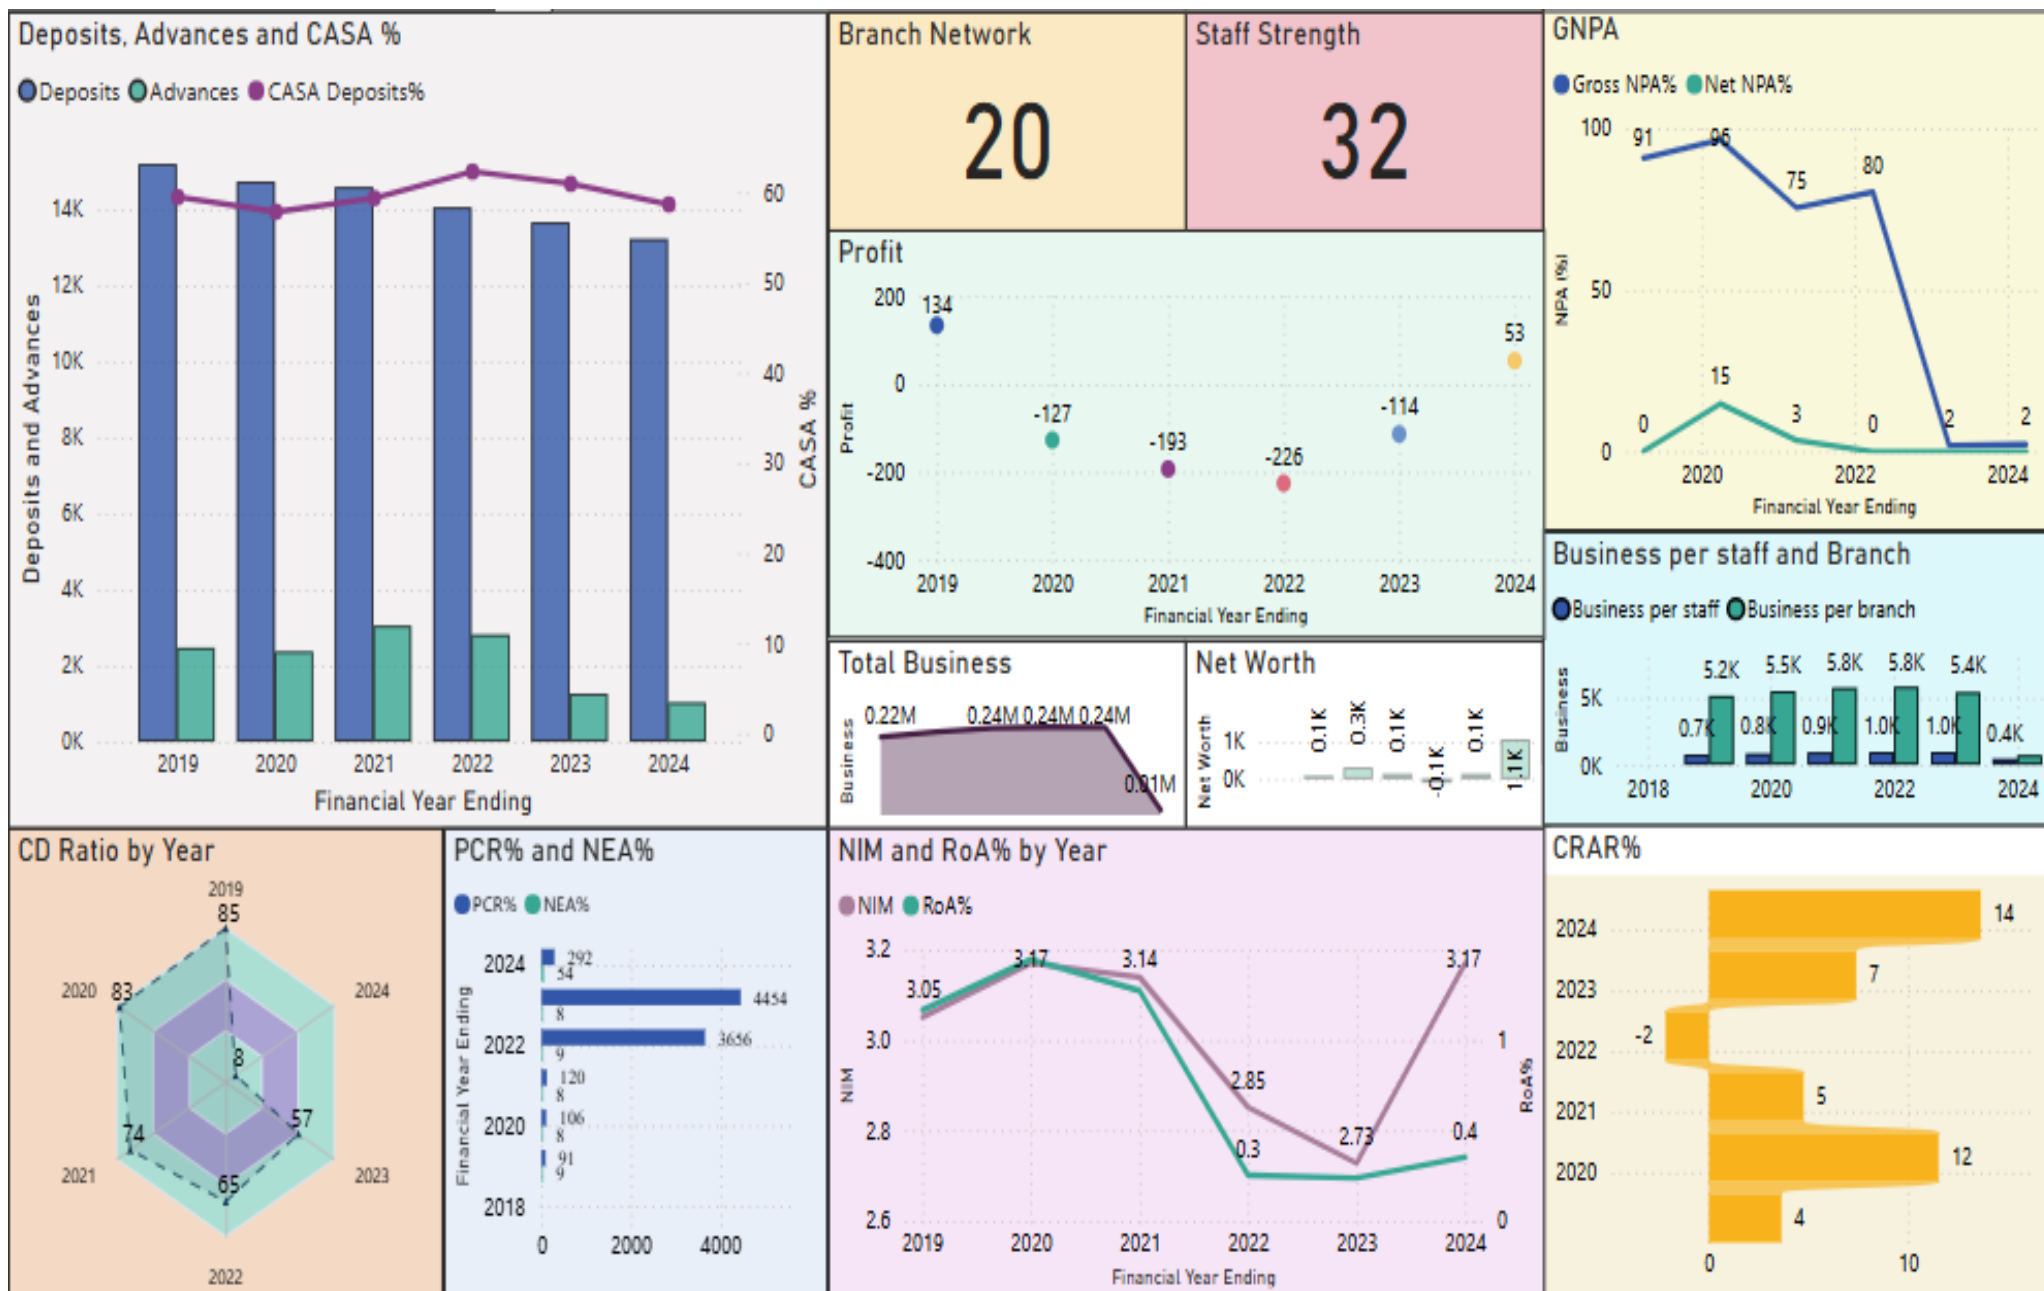 Deposits, Advances and CASA %
Deposits Advances CASA Deposits%
14K
12K
10K
8K
6K
4K
2K
0K
60
50
40
30
20
10
0
Deposits and Advances
CASA %
2019 2020 2021 2022 2023 2024
Financial Year Ending
Branch Network
20
Staff Strength
32
GNPA
Gross NPA% Net NPA%
100
50
0
NPA (%)
91 96 75 80 2 2
0 15 3 0
2020 2022 2024
Financial Year Ending
Profit
200
0
-200
-400
Profit
134 -127 -193 -226 -114 53
2019 2020 2021 2022 2023 2024
Financial Year Ending
Business per staff and Branch
Business per staff Business per branch
Business
5K
0K
5.2K 5.5K 5.8K 5.8K 5.4K
0.7K 0.8K 0.9K 1.0K 1.0K 0.4K
2018 2020 2022 2024
Total Business
Business
0.22M 0.24M 0.24M 0.24M 0.01M
Net Worth
Net Worth
1K
0K
0.1K 0.3K 0.1K -0.1K 0.1K 1.1K
CD Ratio by Year
2019
85
2020 83
2024
8
74
57
2021
65
2023
2022
PCR% and NEA%
PCR% NEA%
Financial Year Ending
2024
292
54
4454
8
2022
3656
9
120
8
2020
106
8
91
9
2018
0 2000 4000
NIM and RoA% by Year
NIM RoA%
3.2
3.0
2.8
2.6
NIM
3.05 3.17 3.14 2.85 2.73 3.17
0.3 0.4
1
0
RoA%
2019 2020 2021 2022 2023 2024
Financial Year Ending
CRAR%
2024 14
2023 7
-2
2022
2021 5
2020 12
4
0 10